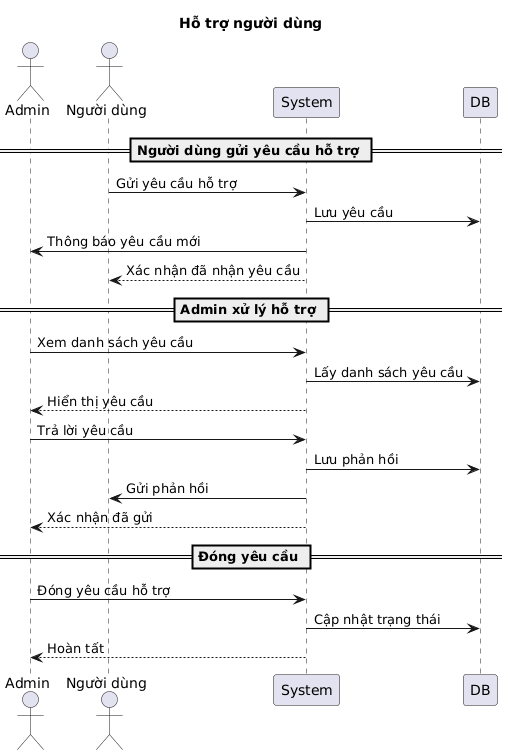 Hỗ trợ người dùng
Admin
Người dùng
System
DB
Người dùng gửi yêu cầu hỗ trợ
Gửi yêu cầu hỗ trợ
Lưu yêu cầu
Thông báo yêu cầu mới
Xác nhận đã nhận yêu cầu
Admin xử lý hỗ trợ
Xem danh sách yêu cầu
Lấy danh sách yêu cầu
Hiển thị yêu cầu
Trả lời yêu cầu
Lưu phản hồi
Gửi phản hồi
Xác nhận đã gửi
Đóng yêu cầu
Đóng yêu cầu hỗ trợ
Cập nhật trạng thái
Hoàn tất
Admin
Người dùng
System
DB